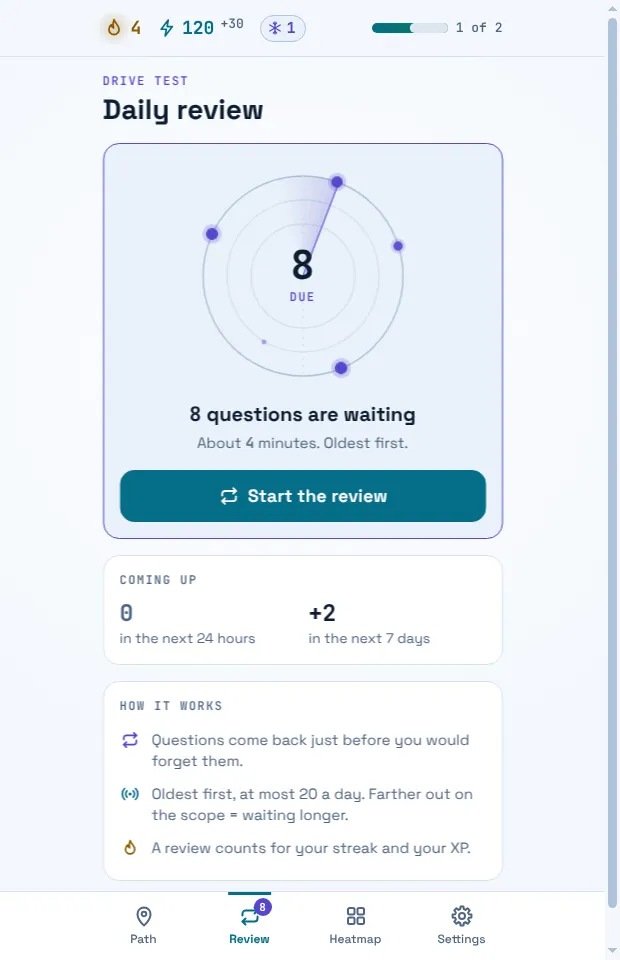 4 120 +30 1 1 of 2
DRIVE TEST
Daily review
8
DUE
8 questions are waiting
About 4 minutes. Oldest first.
Start the review
COMING UP
0 +2
in the next 24 hours in the next 7 days
HOW IT WORKS
Questions come back just before you would
forget them.
Oldest first, at most 20 a day. Farther out on
the scope = waiting longer.
A review counts for your streak and your XP.
8
Path Review Heatmap Settings